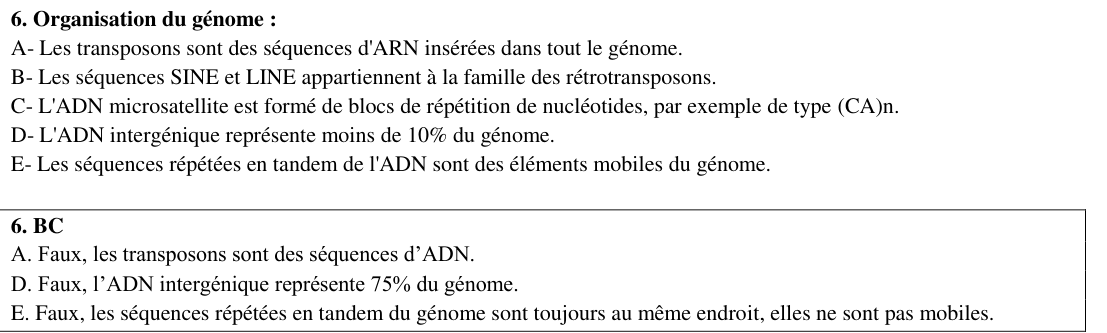 6. Organisation du génome :
A- Les transposons sont des séquences d'ARN insérées dans tout le génome.
B- Les séquences SINE et LINE appartiennent à la famille des rétrotransposons.
C- L'ADN microsatellite est formé de blocs de répétition de nucléotides, par exemple de type (CA)n.
D- L'ADN intergénique représente moins de 10% du génome.
E- Les séquences répétées en tandem de l'ADN sont des éléments mobiles du génome.
6. BC
A. Faux, les transposons sont des séquences d’ADN.
D. Faux, l’ADN intergénique représente 75% du génome.
E. Faux, les séquences répétées en tandem du génome sont toujours au même endroit, elles ne sont pas mobiles.